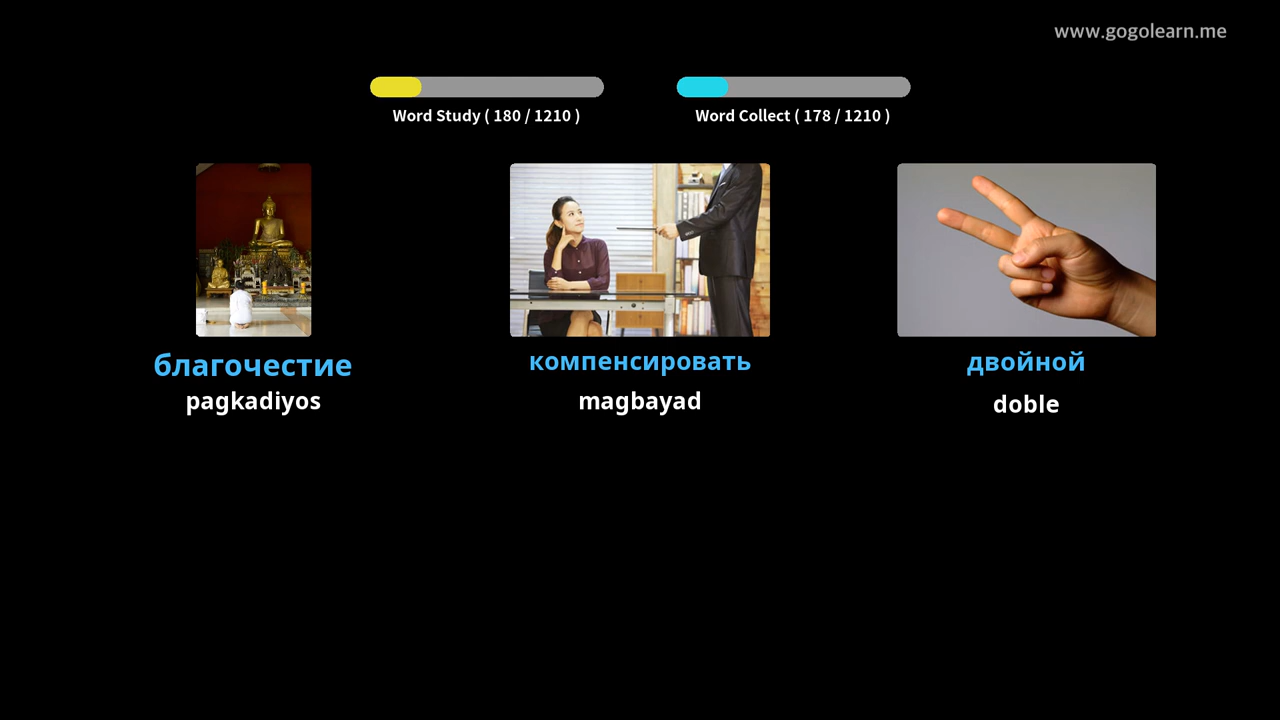 www.gogolearn.me
Word Study ( 180 / 1210 )
Word Collect ( 178 / 1210 )
благочестие
pagkadiyos
компенсировать
magbayad
двойной
doble